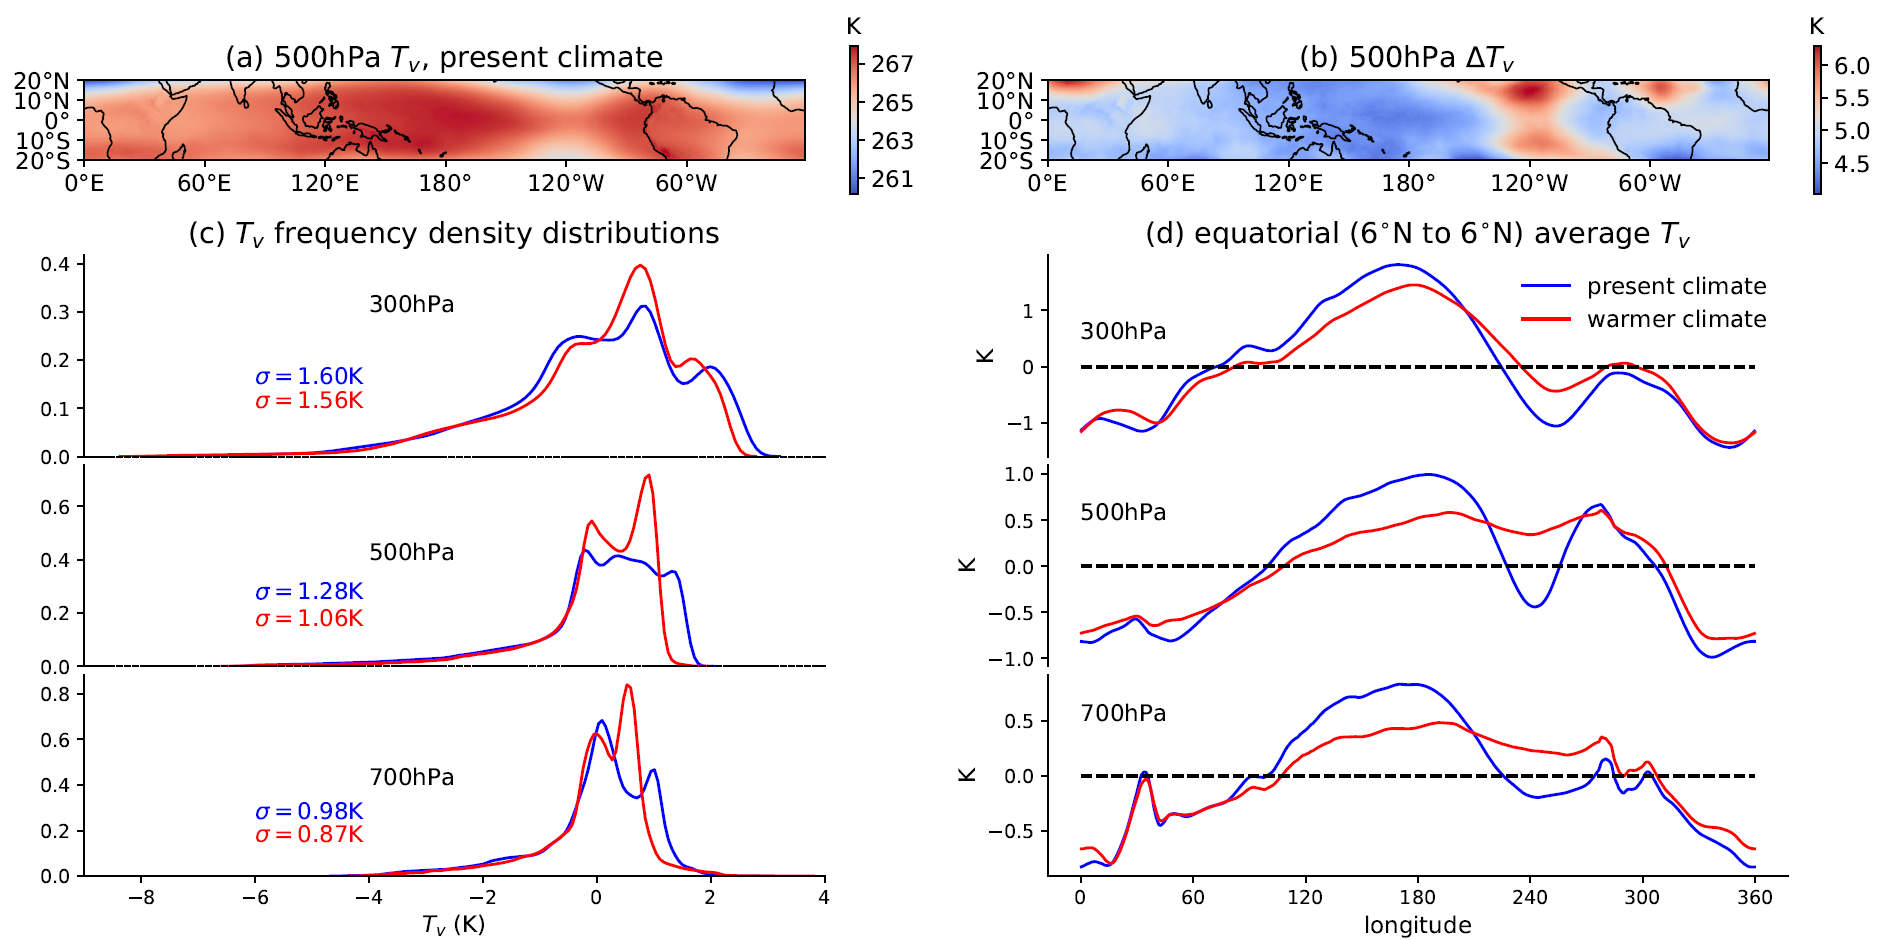 (a) 500hPa Tᵥ, present climate
K
20°N
10°N
0°
10°S
20°S
0°E 60°E 120°E 180° 120°W 60°W
267
265
263
261
(b) 500hPa ΔTᵥ
K
20°N
10°N
0°
10°S
20°S
0°E 60°E 120°E 180° 120°W 60°W
6.0
5.5
5.0
4.5
(c) Tᵥ frequency density distributions
0.4
0.3
0.2
0.1
0.0
300hPa
σ = 1.60K
σ = 1.56K
0.6
0.4
0.2
0.0
500hPa
σ = 1.28K
σ = 1.06K
0.8
0.6
0.4
0.2
0.0
700hPa
σ = 0.98K
σ = 0.87K
−8 −6 −4 −2 0 2 4
Tᵥ (K)
(d) equatorial (6°N to 6°N) average Tᵥ
present climate
warmer climate
K
1
0
−1
300hPa
K
1.0
0.5
0.0
−0.5
−1.0
500hPa
K
0.5
0.0
−0.5
700hPa
0 60 120 180 240 300 360
longitude